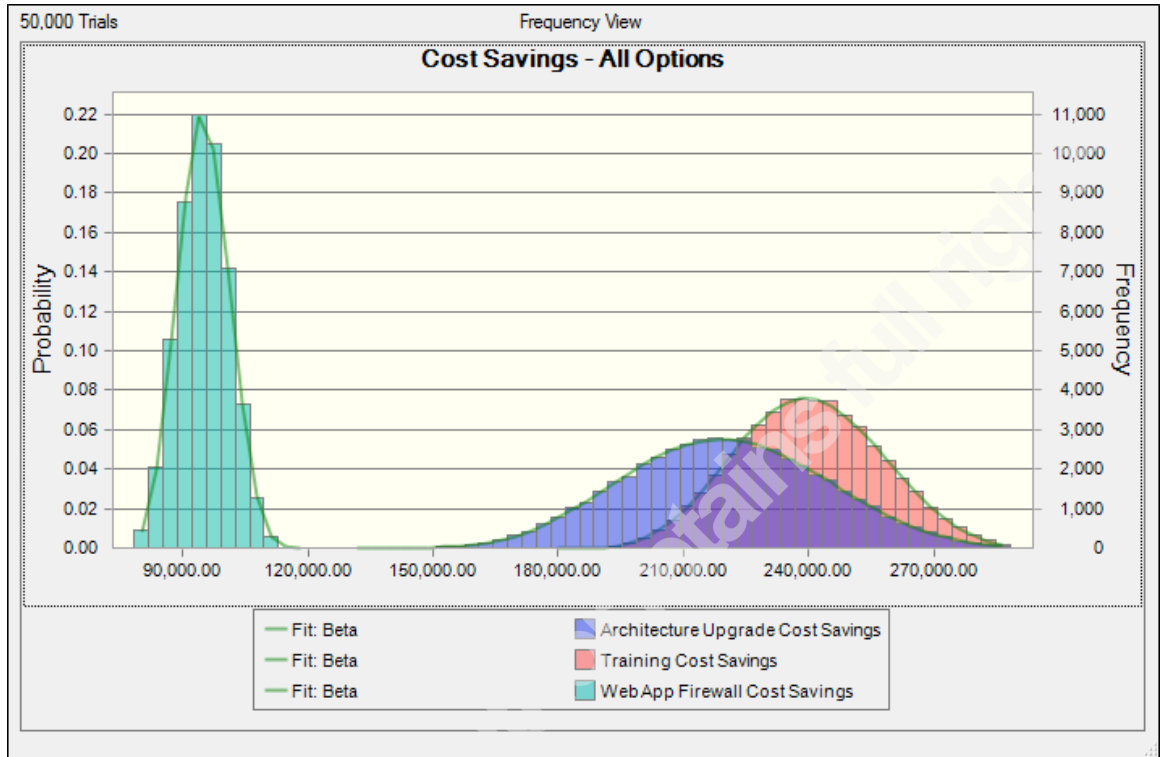 50,000 Trials
Frequency View
Cost Savings - All Options
0.22
0.20
0.18
0.16
0.14
0.12
0.10
0.08
0.06
0.04
0.02
0.00
Probability
11,000
10,000
9,000
8,000
7,000
6,000
5,000
4,000
3,000
2,000
1,000
0
Frequency
90,000.00 120,000.00 150,000.00 180,000.00 210,000.00 240,000.00 270,000.00
Fit: Beta Architecture Upgrade Cost Savings
Fit: Beta Training Cost Savings
Fit: Beta Web App Firewall Cost Savings
tains full righ